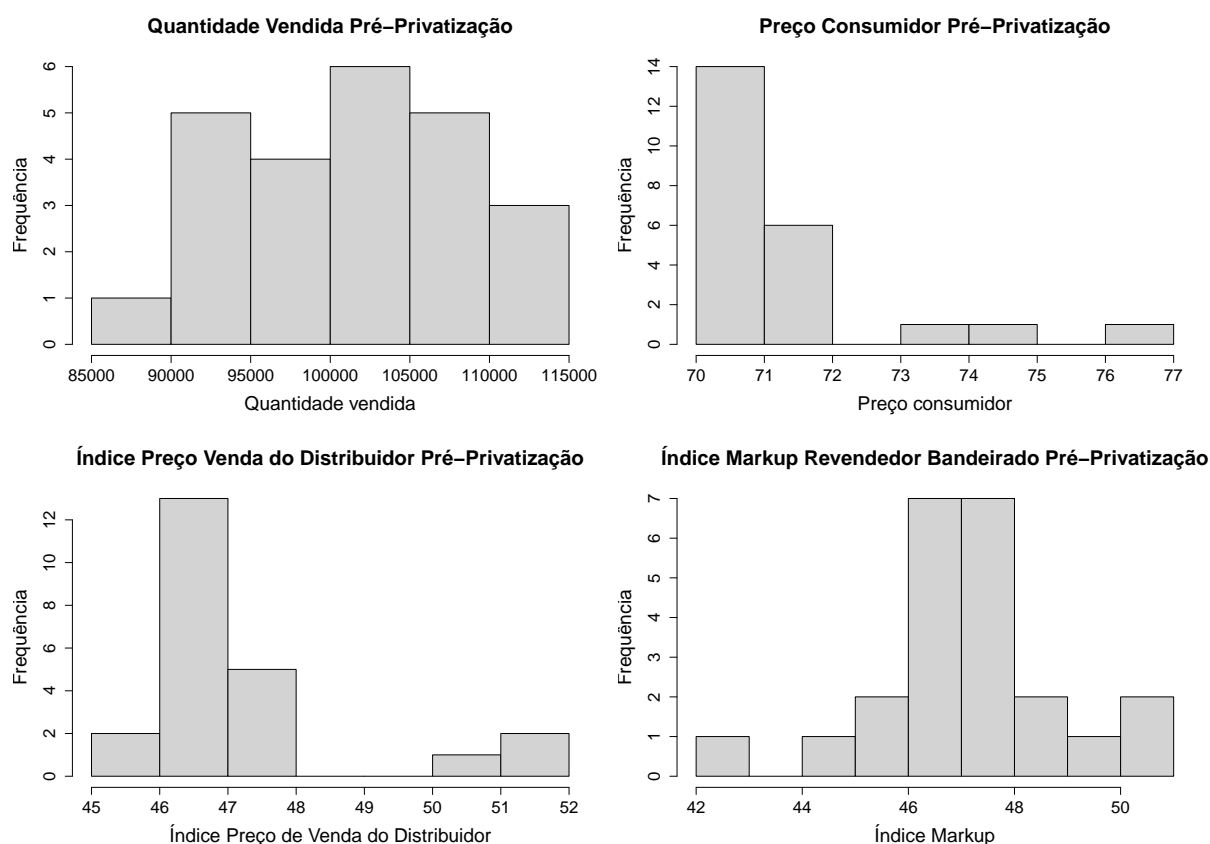 Quantidade Vendida Pré−Privatização
Frequência
0 1 2 3 4 5 6
85000 90000 95000 100000 105000 110000 115000
Quantidade vendida
Preço Consumidor Pré−Privatização
Frequência
0 2 4 6 8 10 12 14
70 71 72 73 74 75 76 77
Preço consumidor
Índice Preço Venda do Distribuidor Pré−Privatização
Frequência
0 2 4 6 8 10 12
45 46 47 48 49 50 51 52
Índice Preço de Venda do Distribuidor
Índice Markup Revendedor Bandeirado Pré−Privatização
Frequência
0 1 2 3 4 5 6 7
42 44 46 48 50
Índice Markup